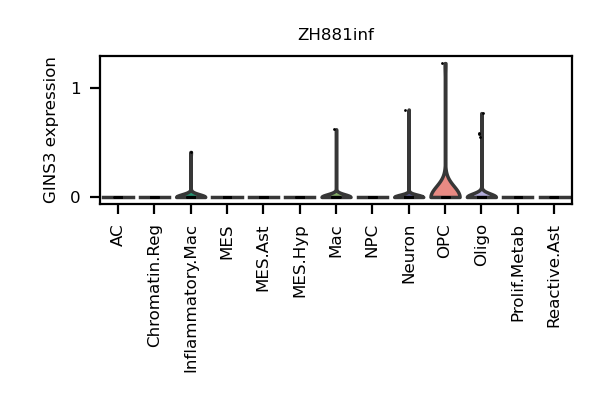 ZH881inf
GINS3 expression
1
0
AC
Chromatin.Reg
Inflammatory.Mac
MES
MES.Ast
MES.Hyp
Mac
NPC
Neuron
OPC
Oligo
Prolif.Metab
Reactive.Ast